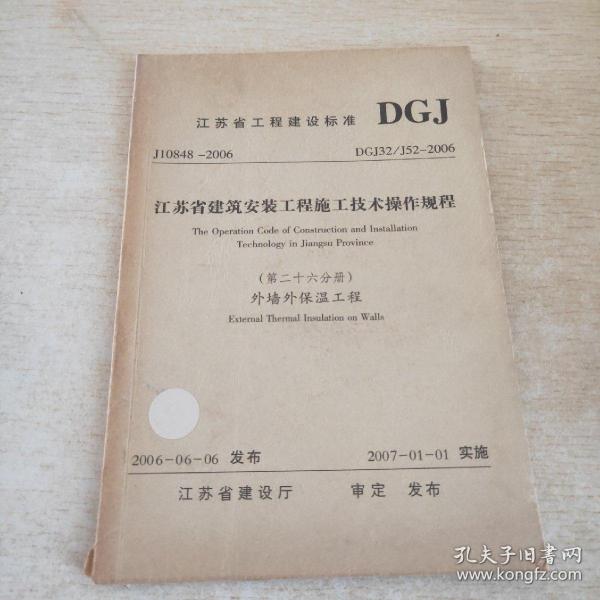 江苏省工程建设标准 DGJ
J10848-2006 DGJ32/J52-2006
江苏省建筑安装工程施工技术操作规程
The Operation Code of Construction and Installation
Technology in Jiangsu Province
(第二十六分册)
外墙外保温工程
External Thermal Insulation on Walls
2006-06-06 发布 2007-01-01 实施
江苏省建设厅 审定 发布
孔夫子旧书网
www.kongfz.com